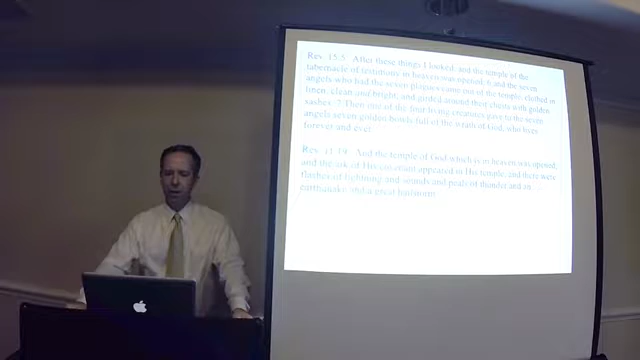 Rev. 15:5 After these things I looked, and the temple of the
tabernacle of testimony in heaven was opened, 6 and the seven
angels who had the seven plagues came out of the temple, clothed in
linen, clean and bright, and girded around their chests with golden
sashes. 7 Then one of the four living creatures gave to the seven
angels seven golden bowls full of the wrath of God, who lives
forever and ever.
Rev. 11:19 And the temple of God which is in heaven was opened;
and the ark of His covenant appeared in His temple, and there were
flashes of lightning and sounds and peals of thunder and an
earthquake and a great hailstorm.